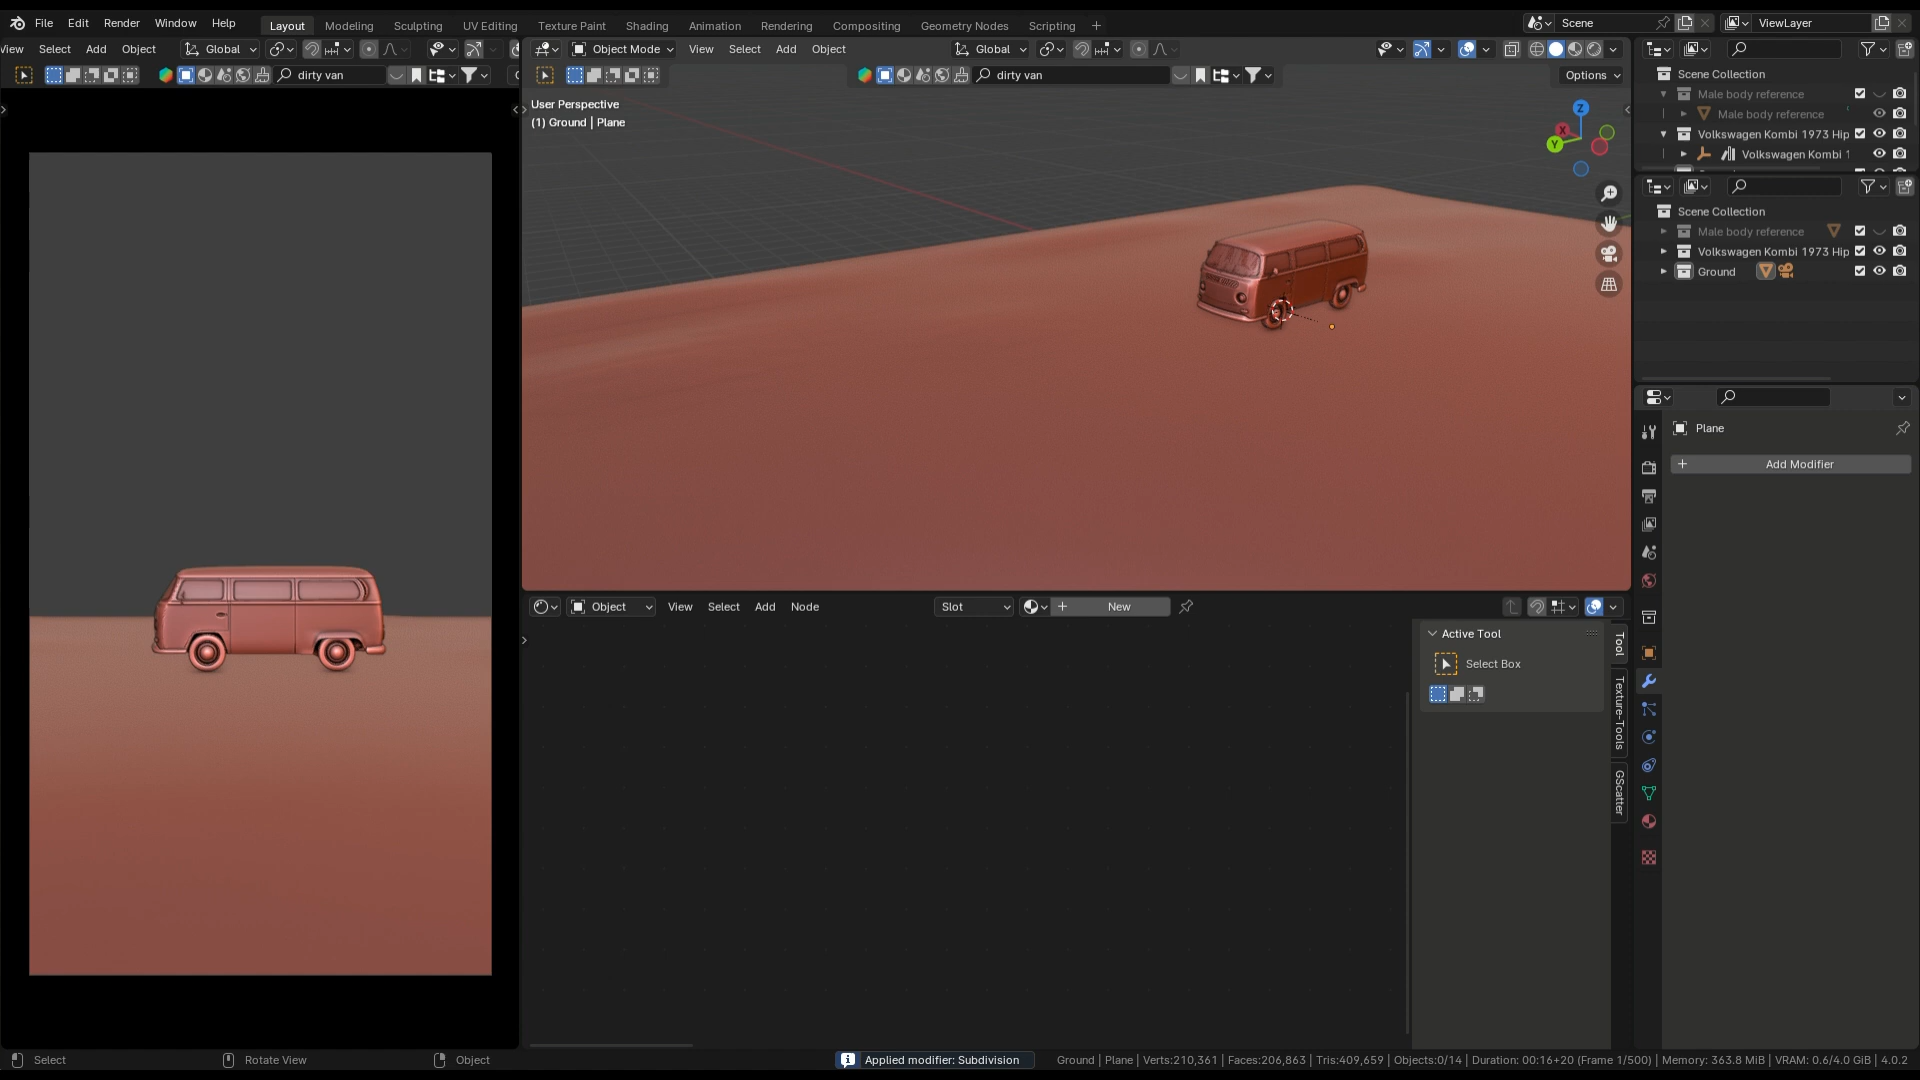 File Edit Render Window Help Layout Modeling Sculpting UV Editing Texture Paint Shading Animation Rendering Compositing Geometry Nodes Scripting + Scene ViewLayer
View Select Add Object Global
Object Mode View Select Add Object Global
dirty van
dirty van Options
User Perspective
(1) Ground | Plane
Z
X
Y
Scene Collection
Male body reference
Male body reference
Volkswagen Kombi 1973 Hip
Volkswagen Kombi 1
Scene Collection
Male body reference
Volkswagen Kombi 1973 Hip
Ground
Plane
+ Add Modifier
Object View Select Add Node Slot + New
Active Tool
Select Box
Tool
Texture-Tools
GScatter
Select Rotate View Object Applied modifier: Subdivision Ground | Plane | Verts:210,361 | Faces:206,863 | Tris:409,659 | Objects:0/14 | Duration: 00:16+20 (Frame 1/500) | Memory: 363.8 MiB | VRAM: 0.6/4.0 GiB | 4.0.2